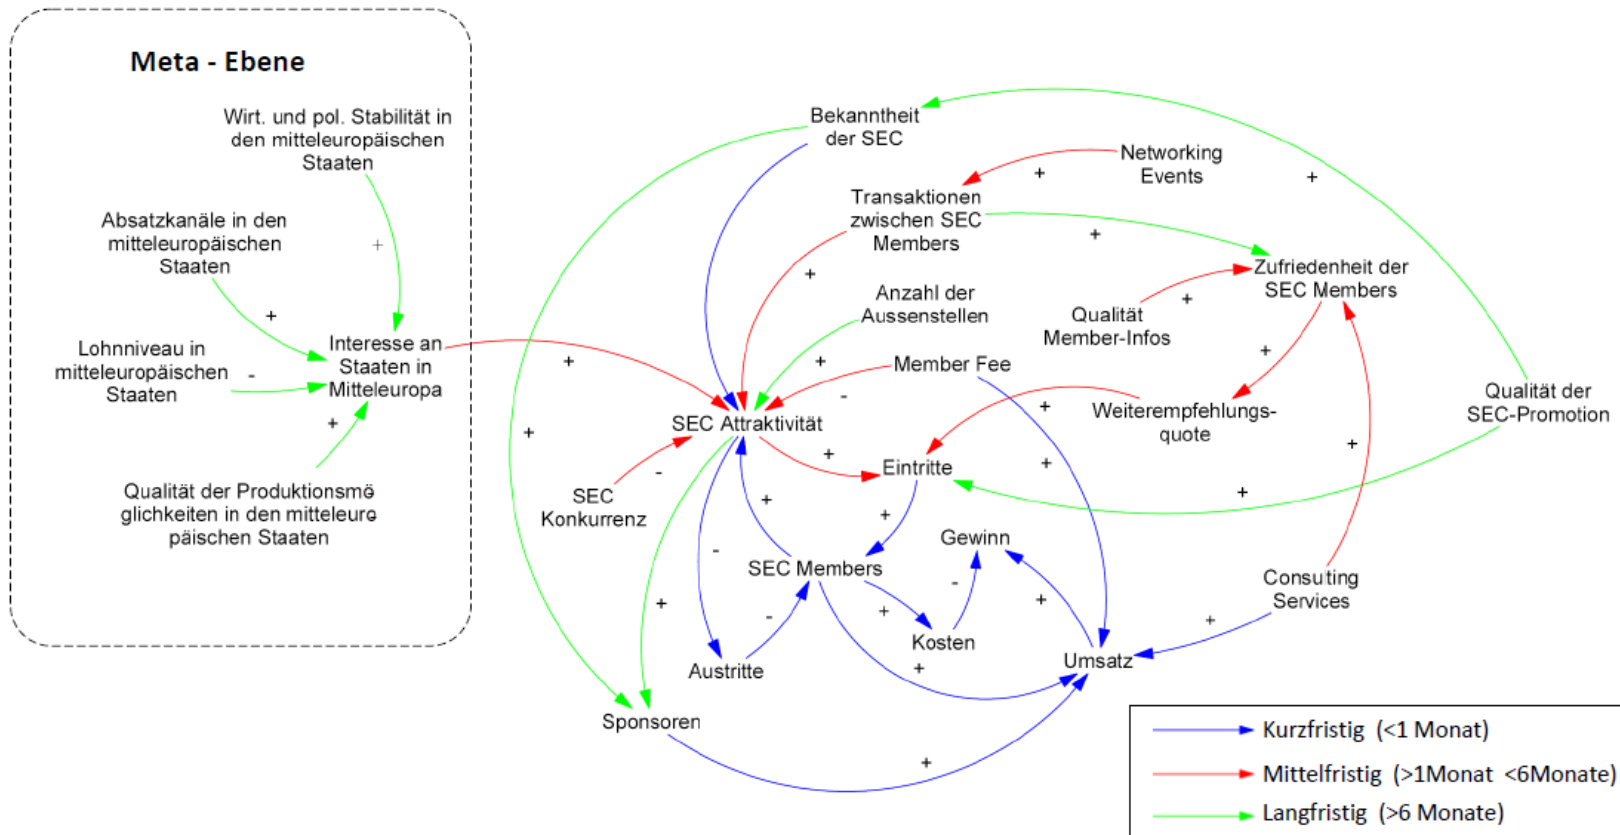 Meta - Ebene
Wirt. und pol. Stabilität in
den mitteleuropäischen
Staaten
+
Absatzkanäle in den
mitteleuropäischen
Staaten
+
Lohnniveau in
mitteleuropäischen
Staaten
-
Interesse an
Staaten in
Mitteleuropa
+
Qualität der Produktionsmö
glichkeiten in den mitteleuro
päischen Staaten
Bekanntheit
der SEC
Networking
Events
+
+
Transaktionen
zwischen SEC
Members
+
+
Zufriedenheit der
SEC Members
Anzahl der
Aussenstellen
+
Qualität
Member-Infos
+
+
+
Member Fee
-
Weiterempfehlungs-
quote
+
Qualität der
SEC-Promotion
SEC Attraktivität
+
+
+
+
Eintritte
-
SEC
Konkurrenz
+
+
+
Gewinn
-
SEC Members
-
+
Consuting
Services
+
+
-
+
+
Kosten
+
Umsatz
Austritte
Sponsoren
+
Kurzfristig (<1 Monat)
Mittelfristig (>1Monat <6Monate)
Langfristig (>6 Monate)